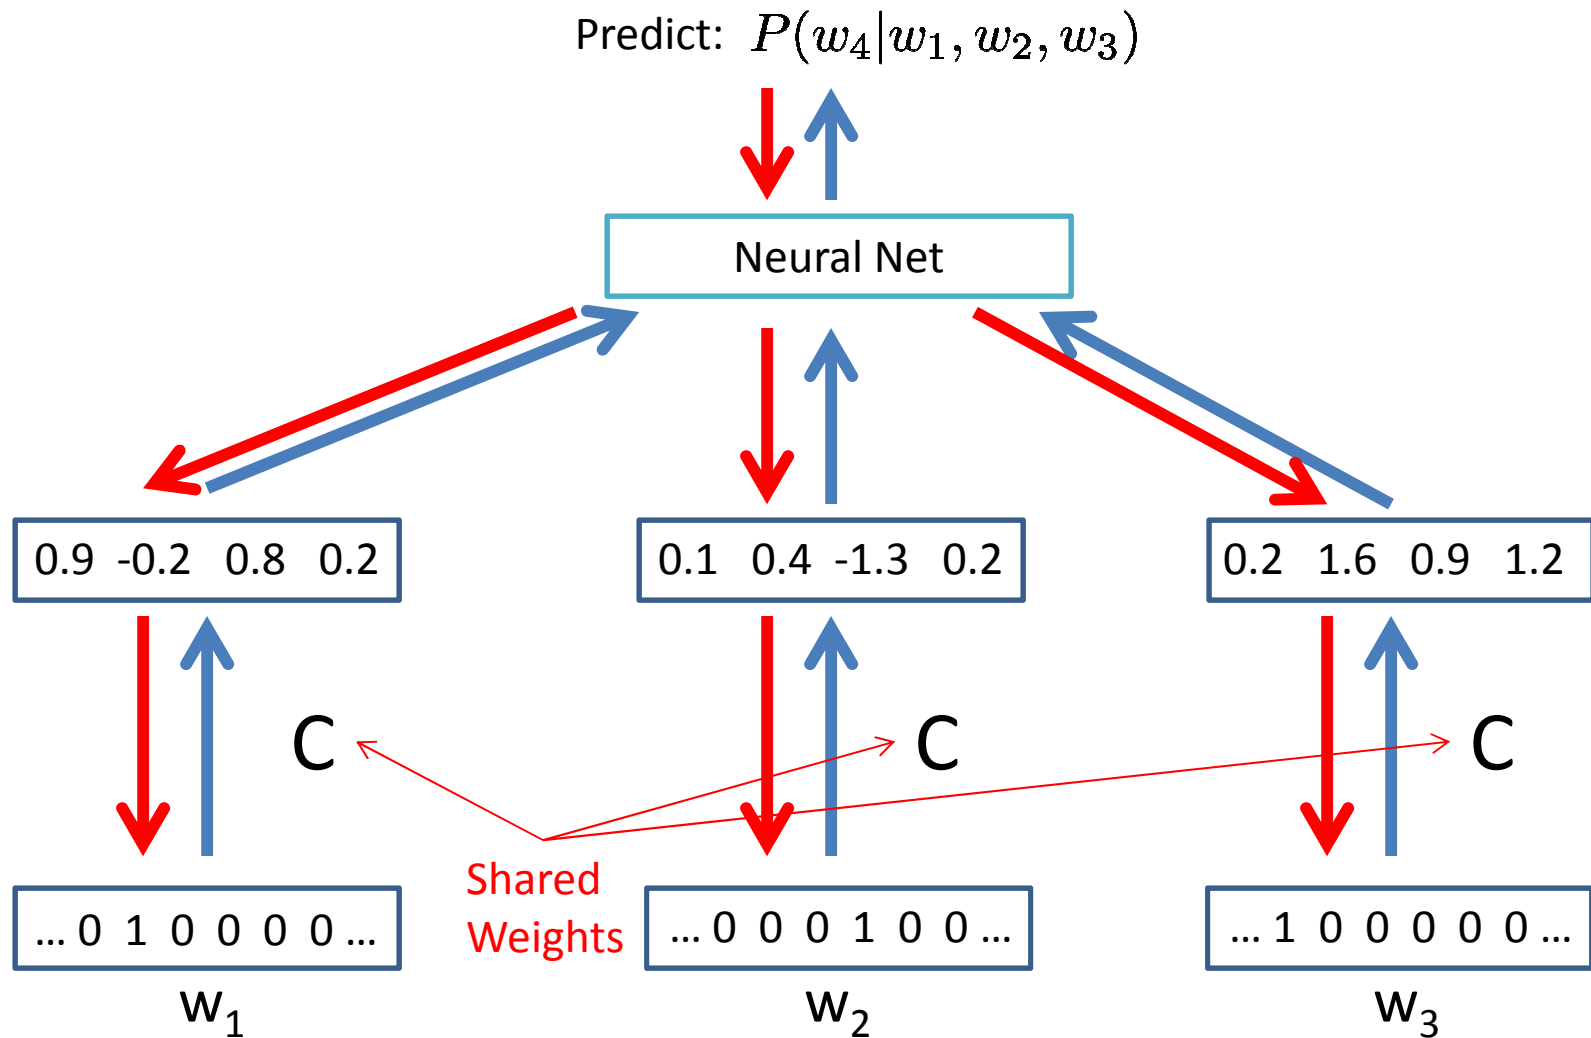 Predict: P(w₄|w₁, w₂, w₃)
Neural Net
0.9 -0.2 0.8 0.2
0.1 0.4 -1.3 0.2
0.2 1.6 0.9 1.2
C
C
C
Shared
Weights
... 0 1 0 0 0 0 ...
... 0 0 0 1 0 0 ...
... 1 0 0 0 0 0 ...
w₁
w₂
w₃